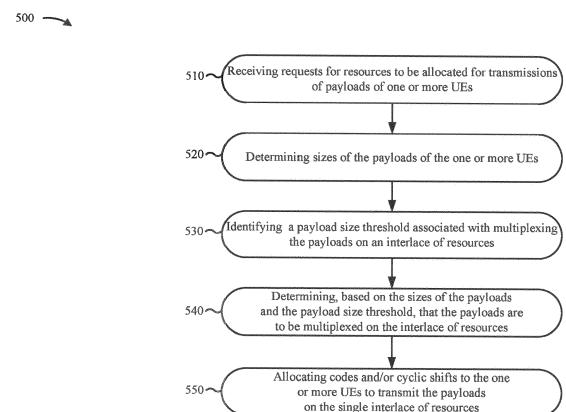 500
510
Receiving requests for resources to be allocated for transmissions
of payloads of one or more UEs
520
Determining sizes of the payloads of the one or more UEs
530
Identifying a payload size threshold associated with multiplexing
the payloads on an interlace of resources
540
Determining, based on the sizes of the payloads
and the payload size threshold, that the payloads are
to be multiplexed on the interlace of resources
550
Allocating codes and/or cyclic shifts to the one
or more UEs to transmit the payloads
on the single interlace of resources